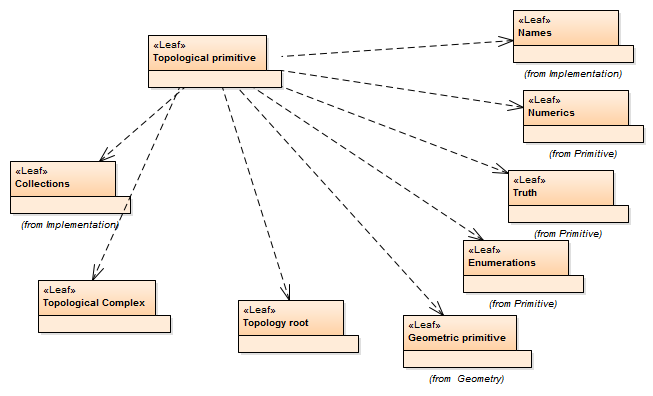 «Leaf»
Names
(from Implementation)
«Leaf»
Topological primitive
«Leaf»
Numerics
(from Primitive)
«Leaf»
Collections
(from Implementation)
«Leaf»
Truth
(from Primitive)
«Leaf»
Enumerations
(from Primitive)
«Leaf»
Topological Complex
«Leaf»
Topology root
«Leaf»
Geometric primitive
(from  Geometry)